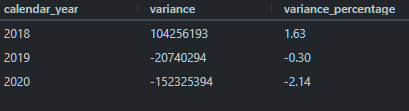 calendar_year variance variance_percentage
2018 104256193 1.63
2019 -20740294 -0.30
2020 -152325394 -2.14